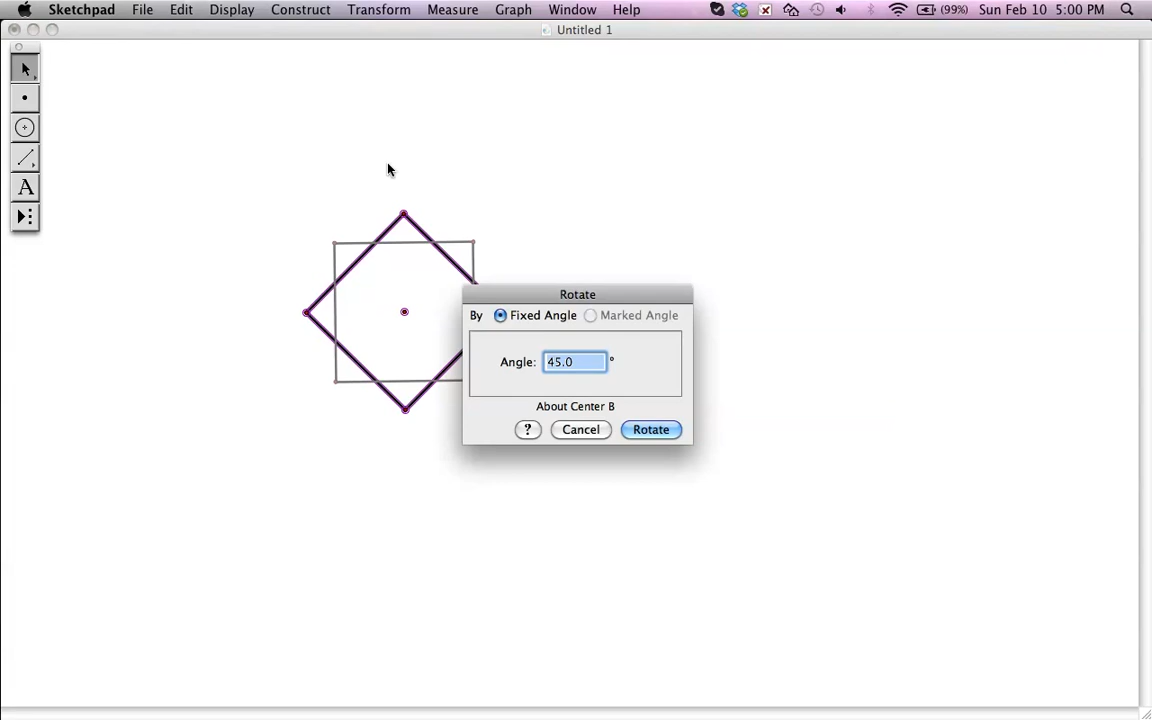 Sketchpad File Edit Display Construct Transform Measure Graph Window Help (99%) Sun Feb 10 5:00 PM
Untitled 1
A
Rotate
By Fixed Angle Marked Angle
Angle: 45.0 °
About Center B
? Cancel Rotate